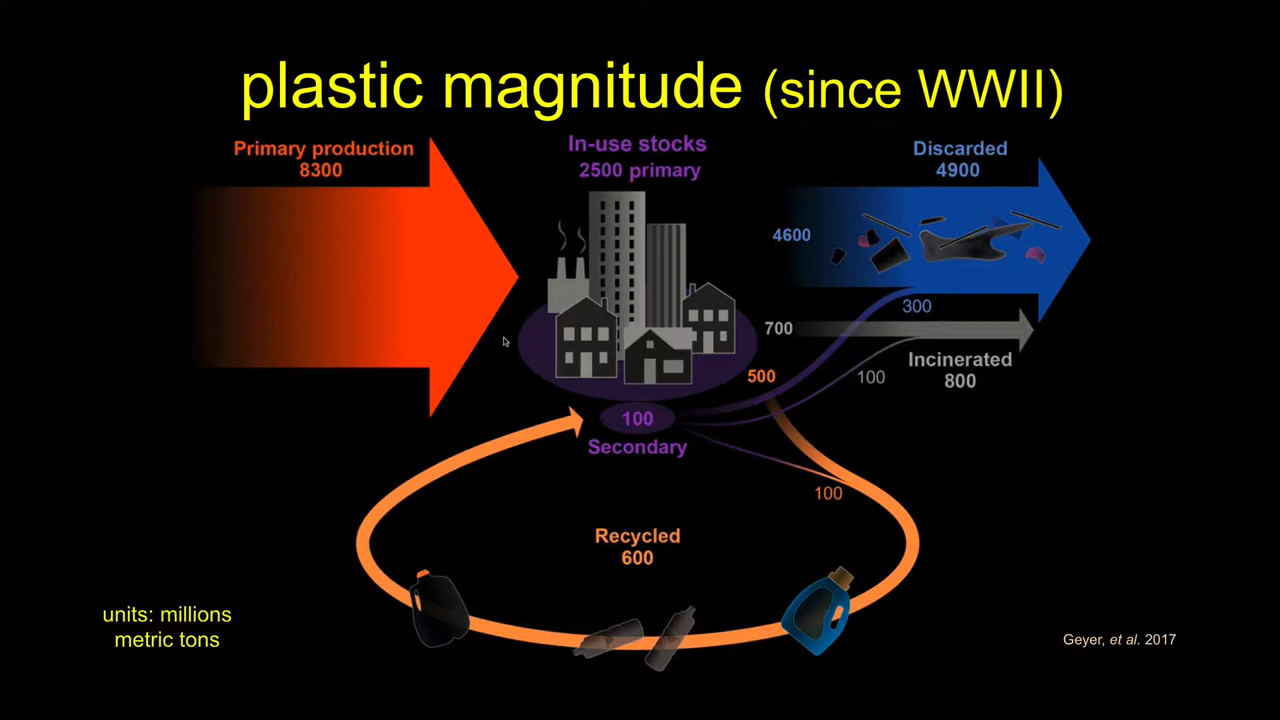 plastic magnitude (since WWII)
Primary production
8300
In-use stocks
2500 primary
Discarded
4900
4600
300
700
Incinerated
800
500
100
100
Secondary
100
Recycled
600
units: millions
metric tons
Geyer, et al. 2017